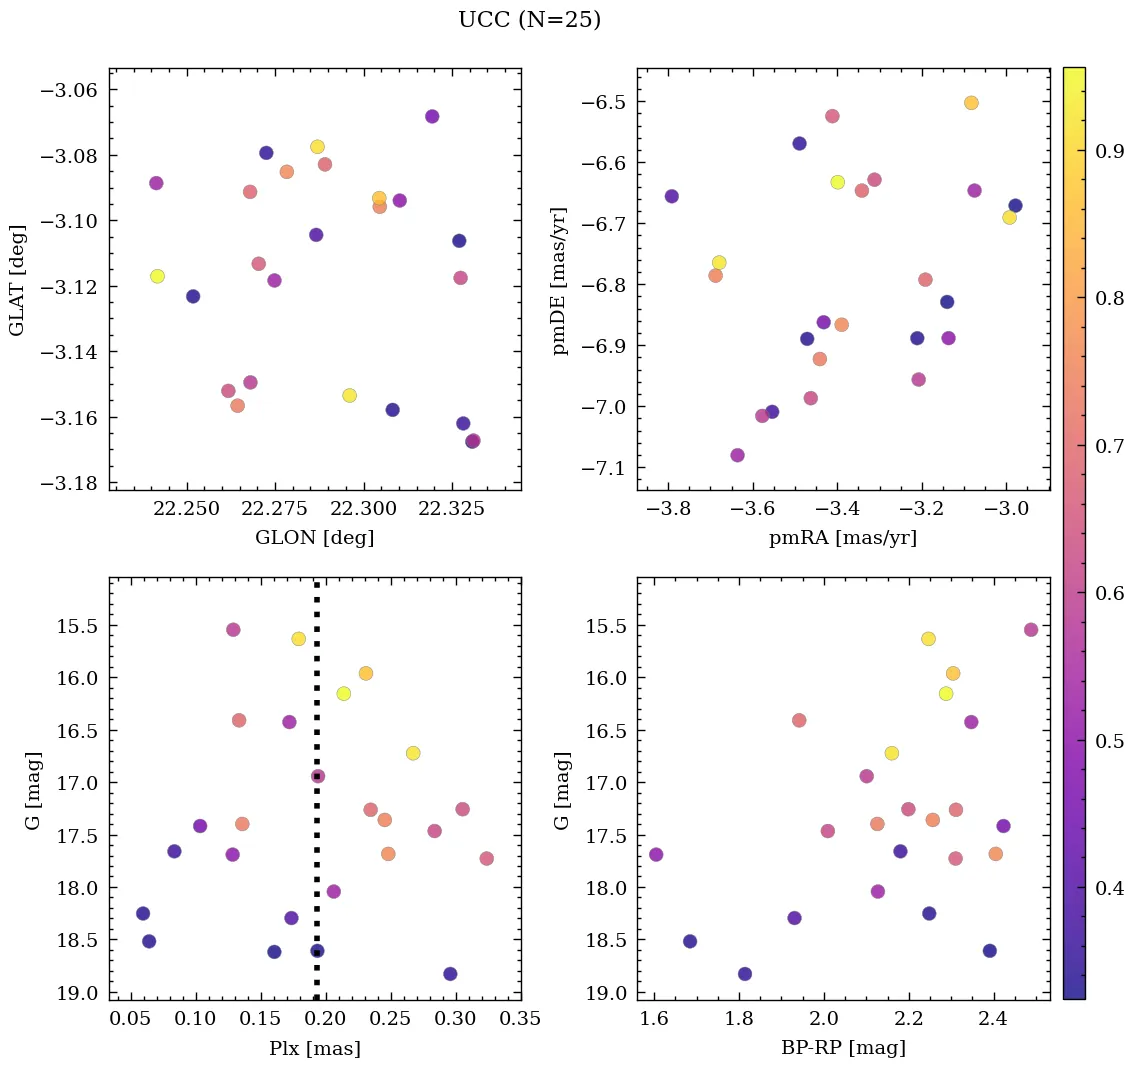 UCC (N=25)
−3.06
−3.08
−3.10
−3.12
−3.14
−3.16
−3.18
GLAT [deg]
22.250 22.275 22.300 22.325
GLON [deg]
−6.5
−6.6
−6.7
−6.8
−6.9
−7.0
−7.1
pmDE [mas/yr]
−3.8 −3.6 −3.4 −3.2 −3.0
pmRA [mas/yr]
0.9
0.8
0.7
0.6
0.5
0.4
15.5
16.0
16.5
17.0
17.5
18.0
18.5
19.0
G [mag]
0.05 0.10 0.15 0.20 0.25 0.30 0.35
Plx [mas]
15.5
16.0
16.5
17.0
17.5
18.0
18.5
19.0
G [mag]
1.6 1.8 2.0 2.2 2.4
BP-RP [mag]